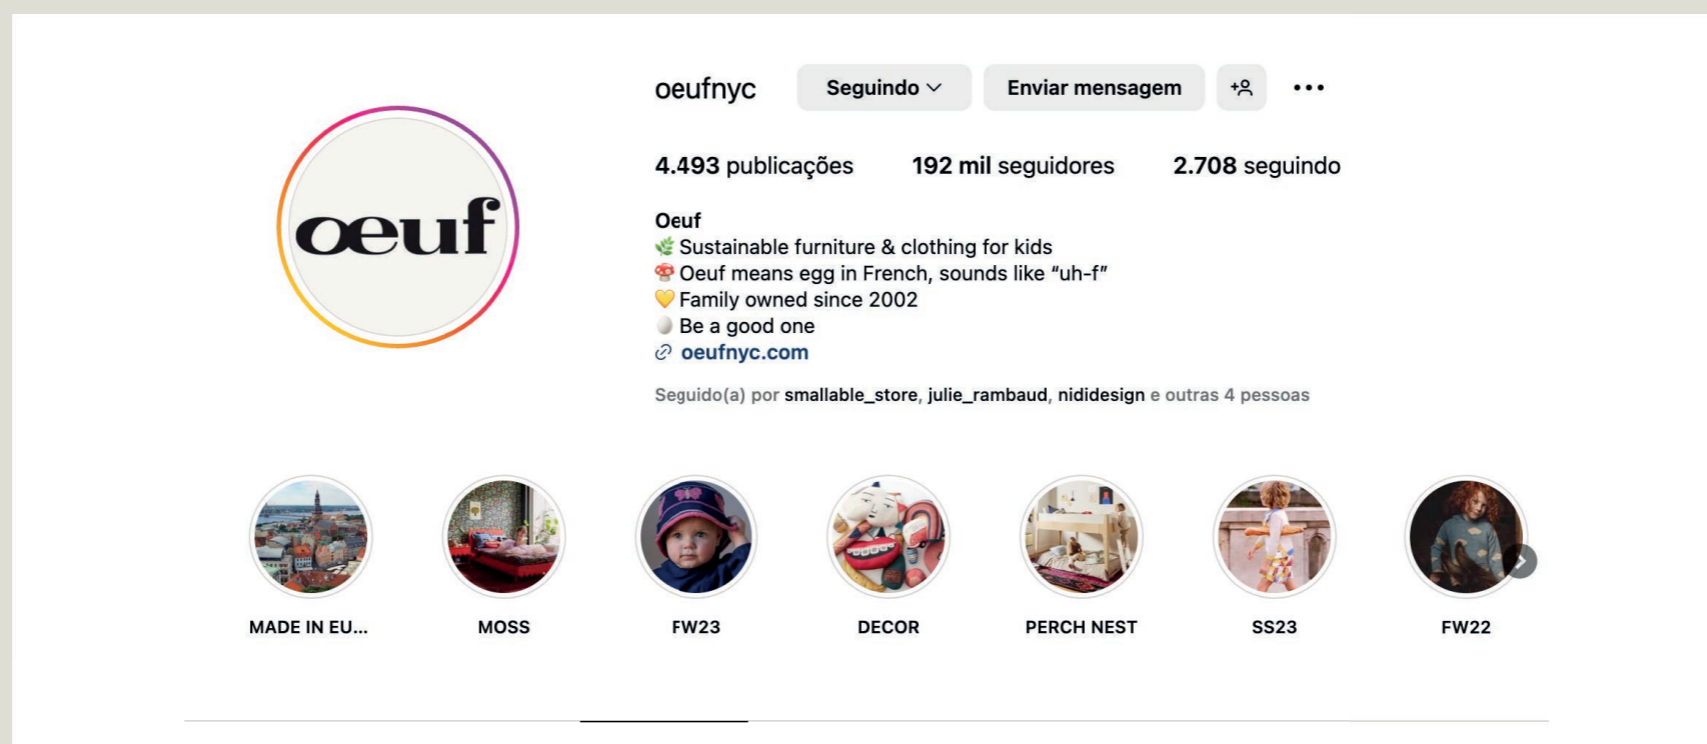 oeufnyc Seguindo Enviar mensagem
4.493 publicações 192 mil seguidores 2.708 seguindo
œuf
Oeuf
🌿 Sustainable furniture & clothing for kids
🍄 Oeuf means egg in French, sounds like “uh-f”
💛 Family owned since 2002
🥚 Be a good one
oeufnyc.com
Seguido(a) por smallable_store, julie_rambaud, nididesign e outras 4 pessoas
MADE IN EU... MOSS FW23 DECOR PERCH NEST SS23 FW22